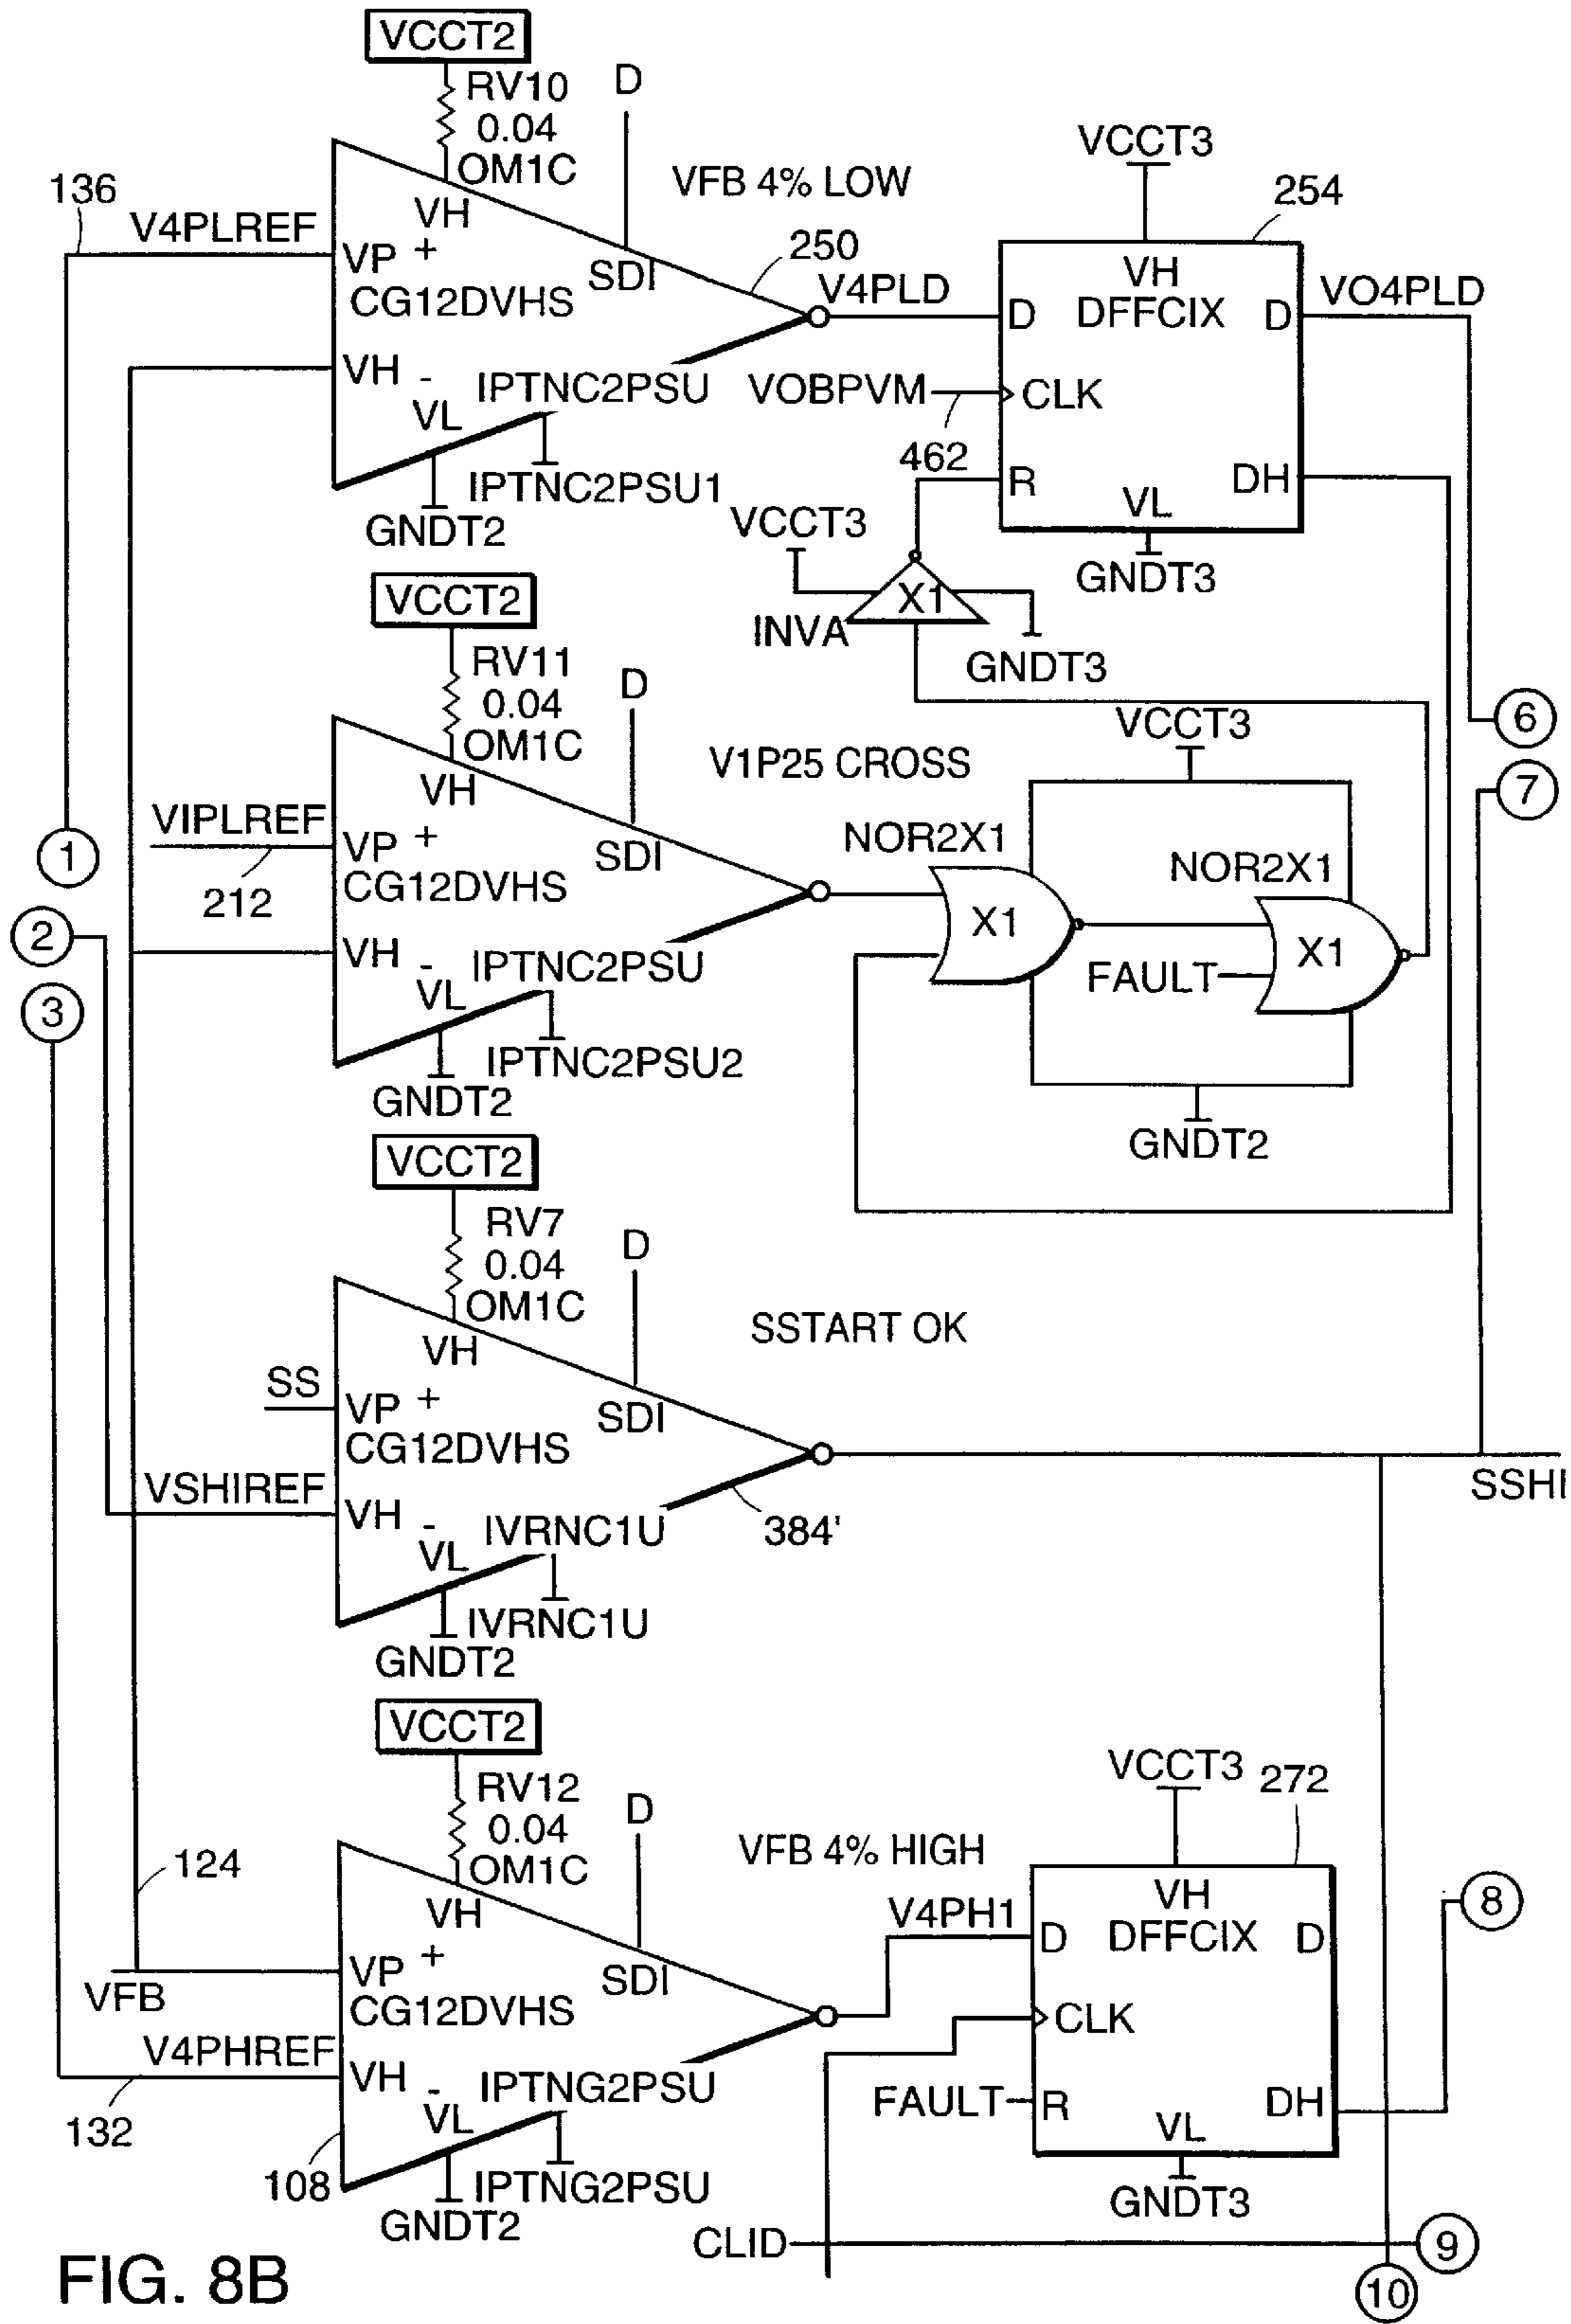 VCCT2
RV10
0.04
OM1C
D
VFB 4% LOW
136
V4PLREF
VH
VP +
CG12DVHS
SDI
250
V4PLD
VH -
VL
IPTNC2PSU
IPTNC2PSU1
GNDT2
VCCT3
254
VH
D
DFFCIX
D
VO4PLD
VOBPVM
CLK
462
R
DH
VL
GNDT3
VCCT3
X1
INVA
GNDT3
6
7
VCCT2
RV11
0.04
OM1C
D
V1P25 CROSS
VH
VIPLREF
VP +
SDI
CG12DVHS
212
1
2
3
VH -
VL
IPTNC2PSU
IPTNC2PSU2
GNDT2
VCCT3
NOR2X1
NOR2X1
X1
X1
FAULT
GNDT2
VCCT2
RV7
0.04
OM1C
D
SSTART OK
VH
SS
VP +
SDI
CG12DVHS
VSHIREF
VH -
VL
IVRNC1U
384'
IVRNC1U
GNDT2
SSHI
VCCT2
RV12
0.04
OM1C
D
VFB 4% HIGH
124
VH
VFB
VP +
SDI
CG12DVHS
V4PHREF
VH -
VL
IPTNG2PSU
132
108
IPTNG2PSU
GNDT2
V4PH1
VCCT3
272
VH
D
DFFCIX
D
8
CLK
FAULT
R
DH
VL
GNDT3
CLID
9
10
FIG. 8B